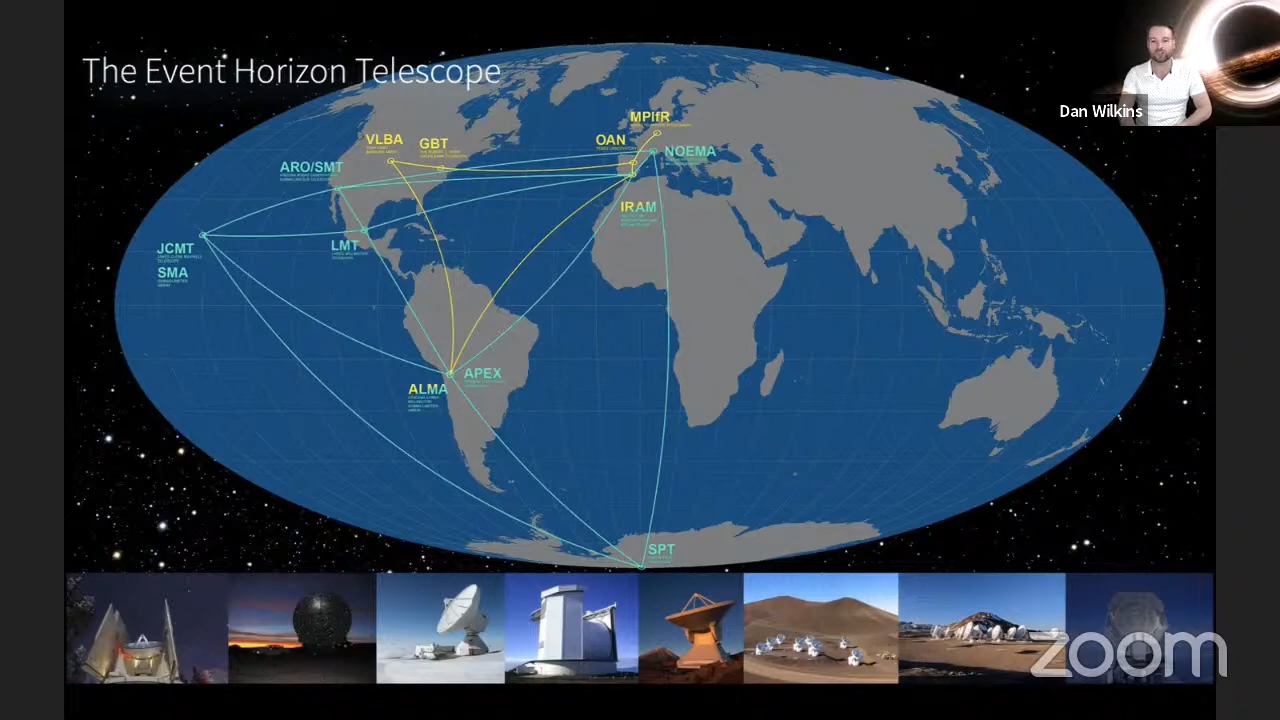 The Event Horizon Telescope
Dan Wilkins
MPIfR
VLBA
GBT
OAN
NOEMA
ARO/SMT
IRAM
JCMT
LMT
SMA
APEX
ALMA
SPT
zoom